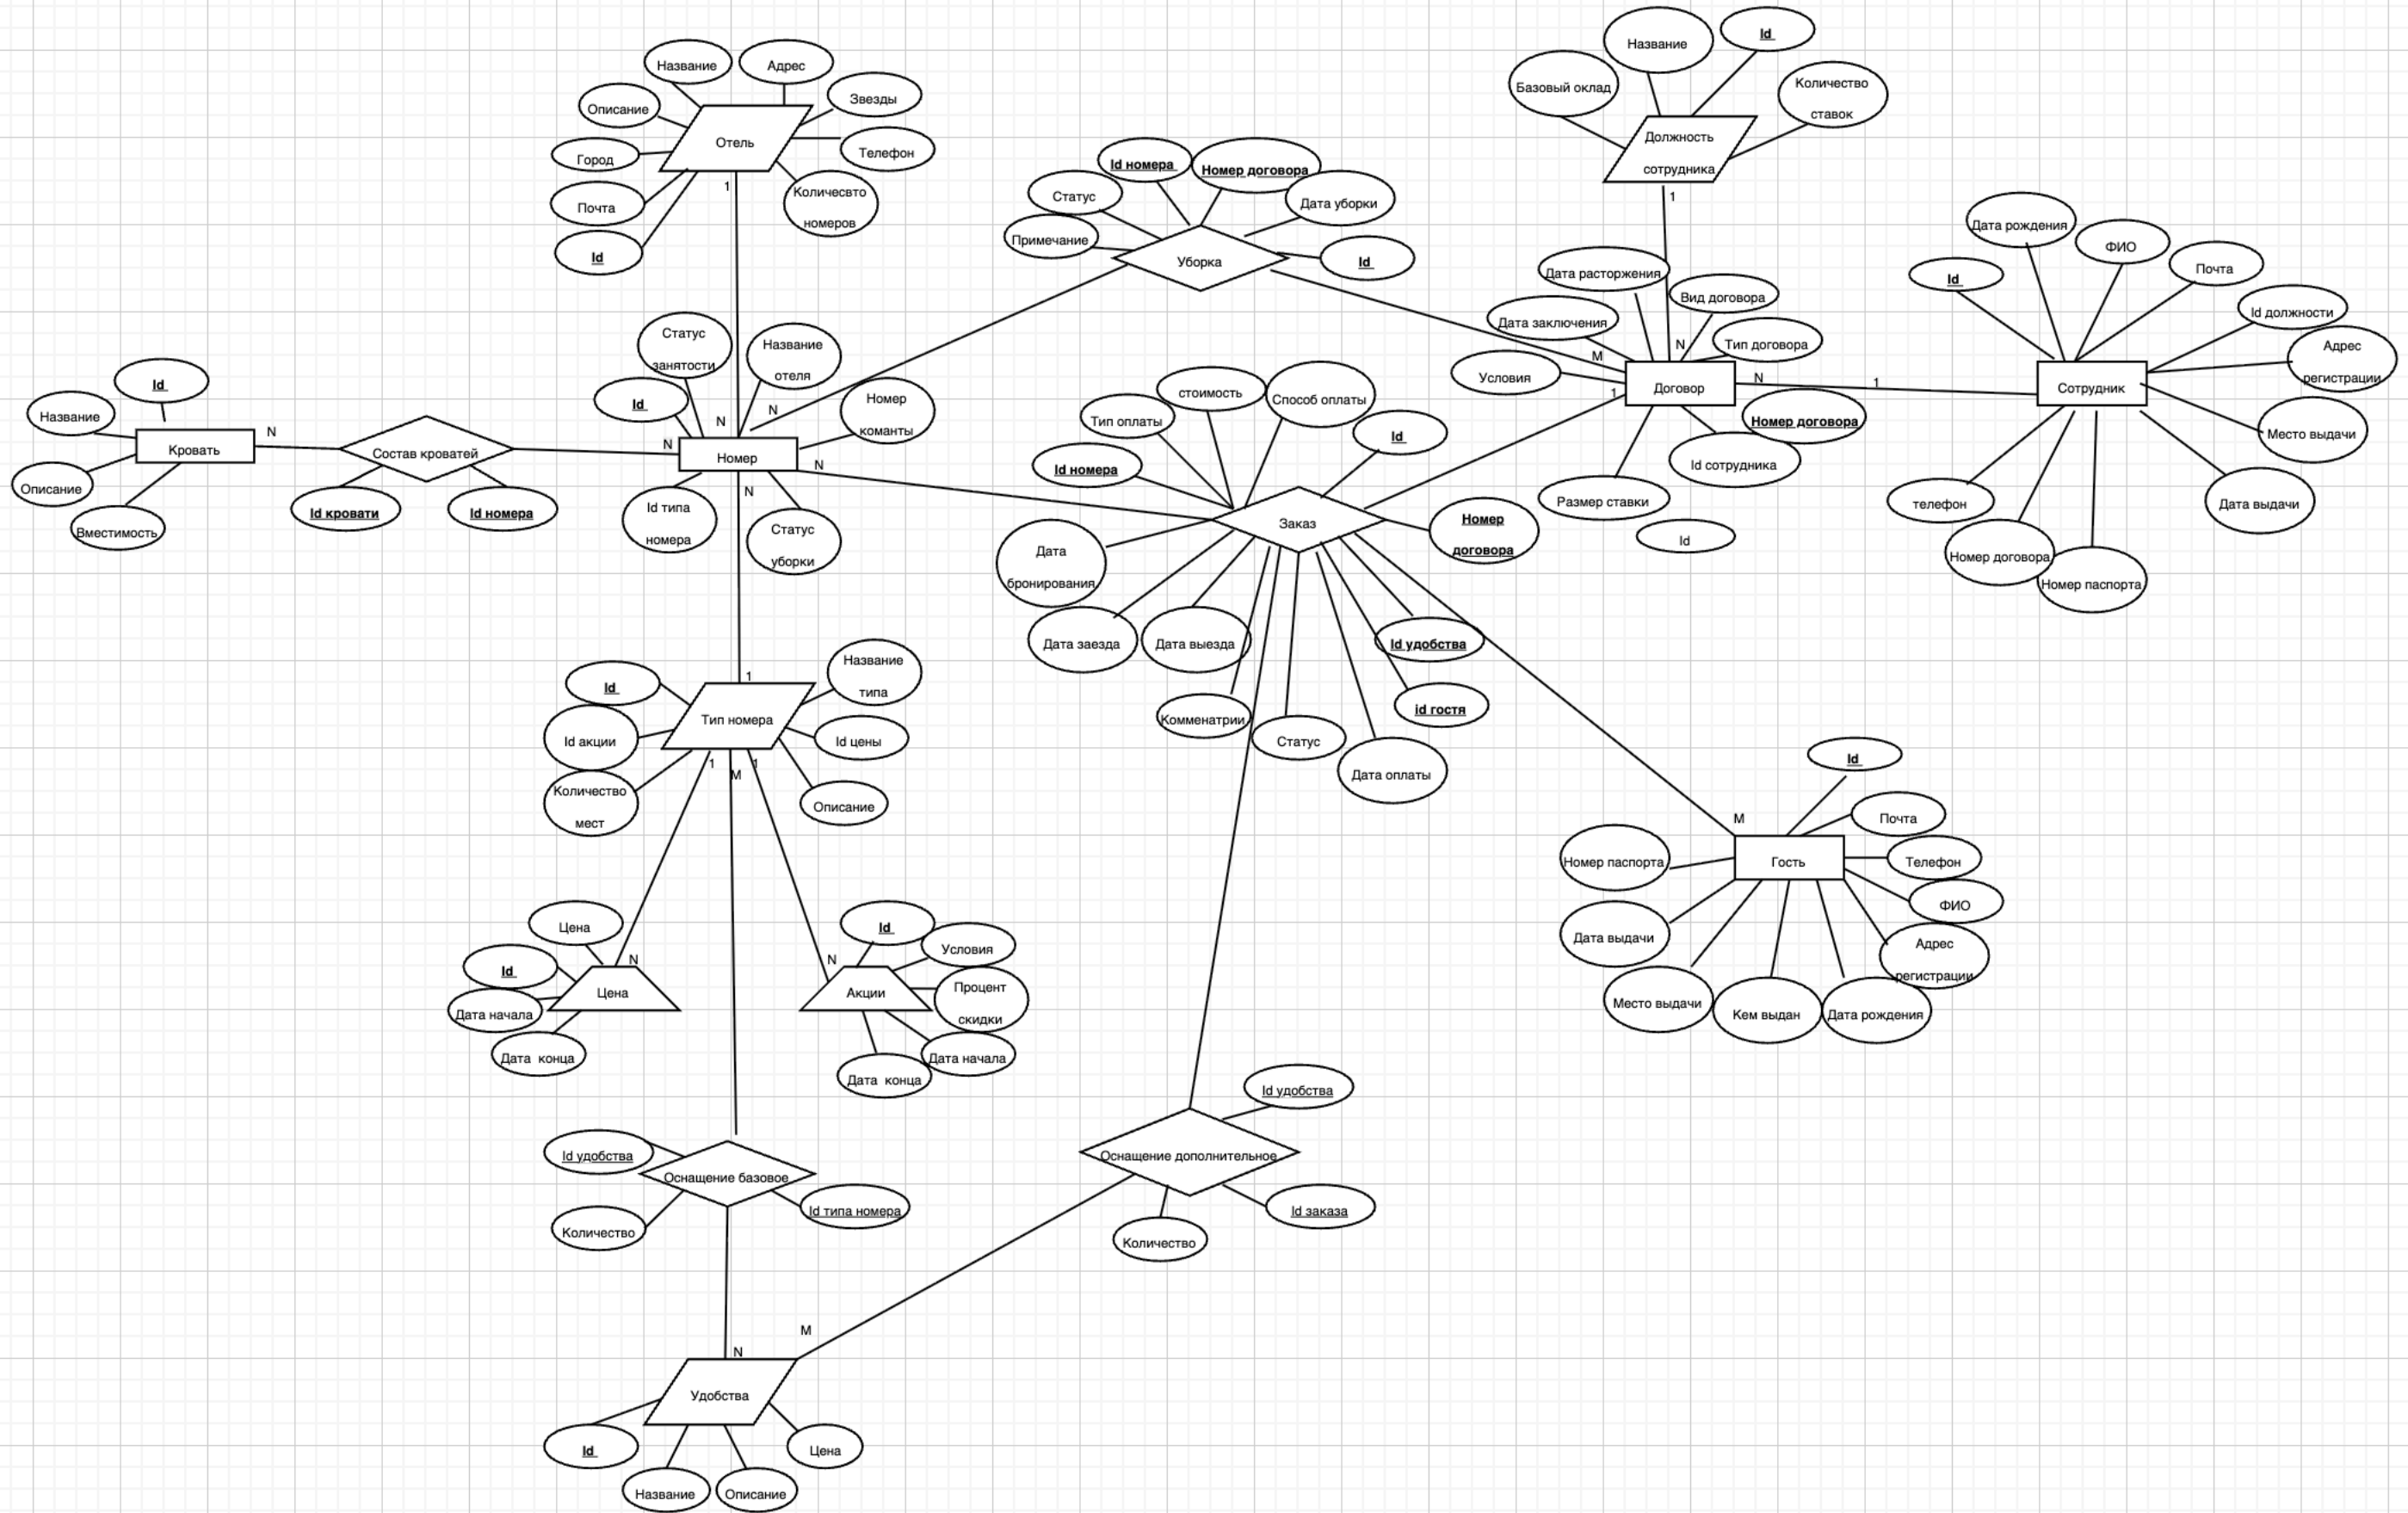 Название
Адрес
Описание
Звезды
Отель
Город
Телефон
Почта
Количесвто
номеров
Id
1
Название
Id
Базовый оклад
Количество
ставок
Должность
сотрудника
1
Id номера
Номер договора
Статус
Дата уборки
Примечание
Уборка
Id
Дата расторжения
Вид договора
Дата заключения
Тип договора
Условия
M
N
Договор
N
1
1
Номер договора
Id сотрудника
Размер ставки
Id
Дата рождения
ФИО
Почта
Id
Id должности
Адрес
регистрации
Сотрудник
Место выдачи
телефон
Дата выдачи
Номер договора
Номер паспорта
Статус
занятости
Название
отеля
Id
N
N
Номер
команты
N
Номер
N
N
Id типа
номера
Статус
уборки
Id
Название
Кровать
N
Описание
Вместимость
Состав кроватей
Id кровати
Id номера
стоимость
Способ оплаты
Тип оплаты
Id
Id номера
Заказ
Номер
договора
Дата
бронирования
Дата заезда
Дата выезда
Id удобства
Комменатрии
Статус
id гостя
Дата оплаты
1
Название
типа
Id
Тип номера
Id акции
Id цены
Количество
мест
Описание
1
M
1
Цена
Id
N
Цена
Дата начала
Дата конца
Id
Условия
N
Акции
Процент
скидки
Дата начала
Дата конца
Id
M
Почта
Номер паспорта
Гость
Телефон
ФИО
Дата выдачи
Адрес
регистрации
Место выдачи
Кем выдан
Дата рождения
Id удобства
Оснащение базовое
Id типа номера
Количество
Id удобства
Оснащение дополнительное
Id заказа
Количество
M
N
Удобства
Id
Цена
Название
Описание